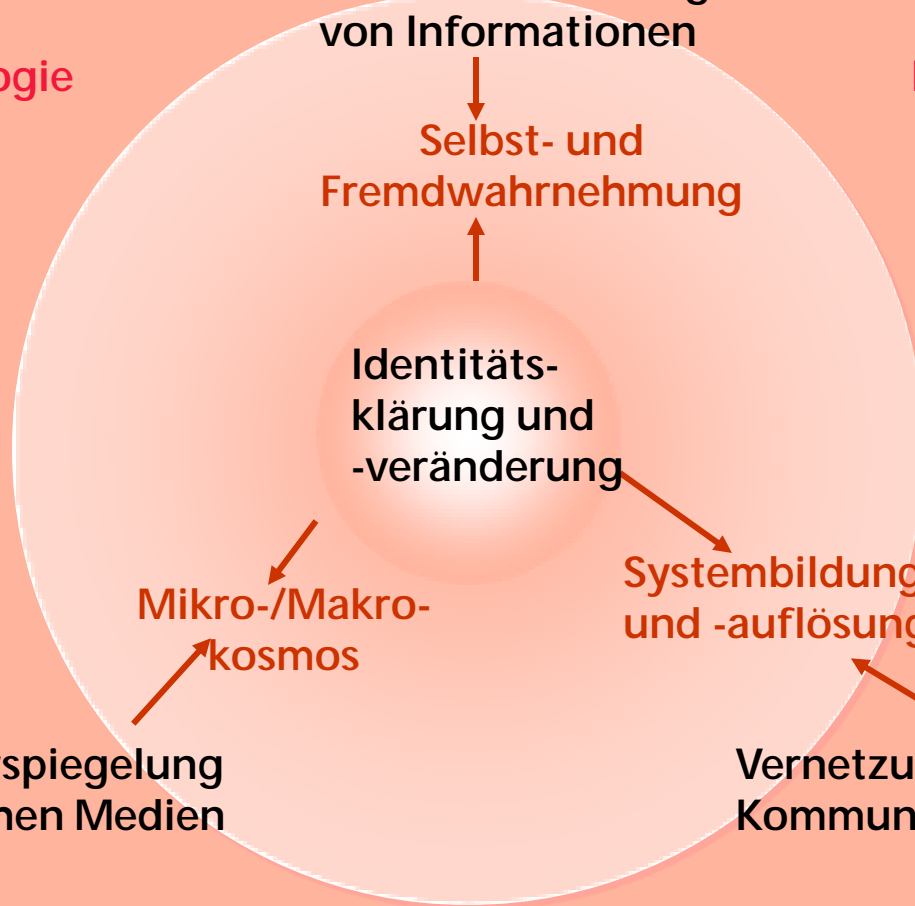 von Informationen
ogie
Selbst- und
Fremdwahrnehmung
Identitäts-
klärung und
-veränderung
Systembildung
und -auflösung
Mikro-/Makro-
kosmos
spiegelung
nen Medien
Vernetzu
Kommun